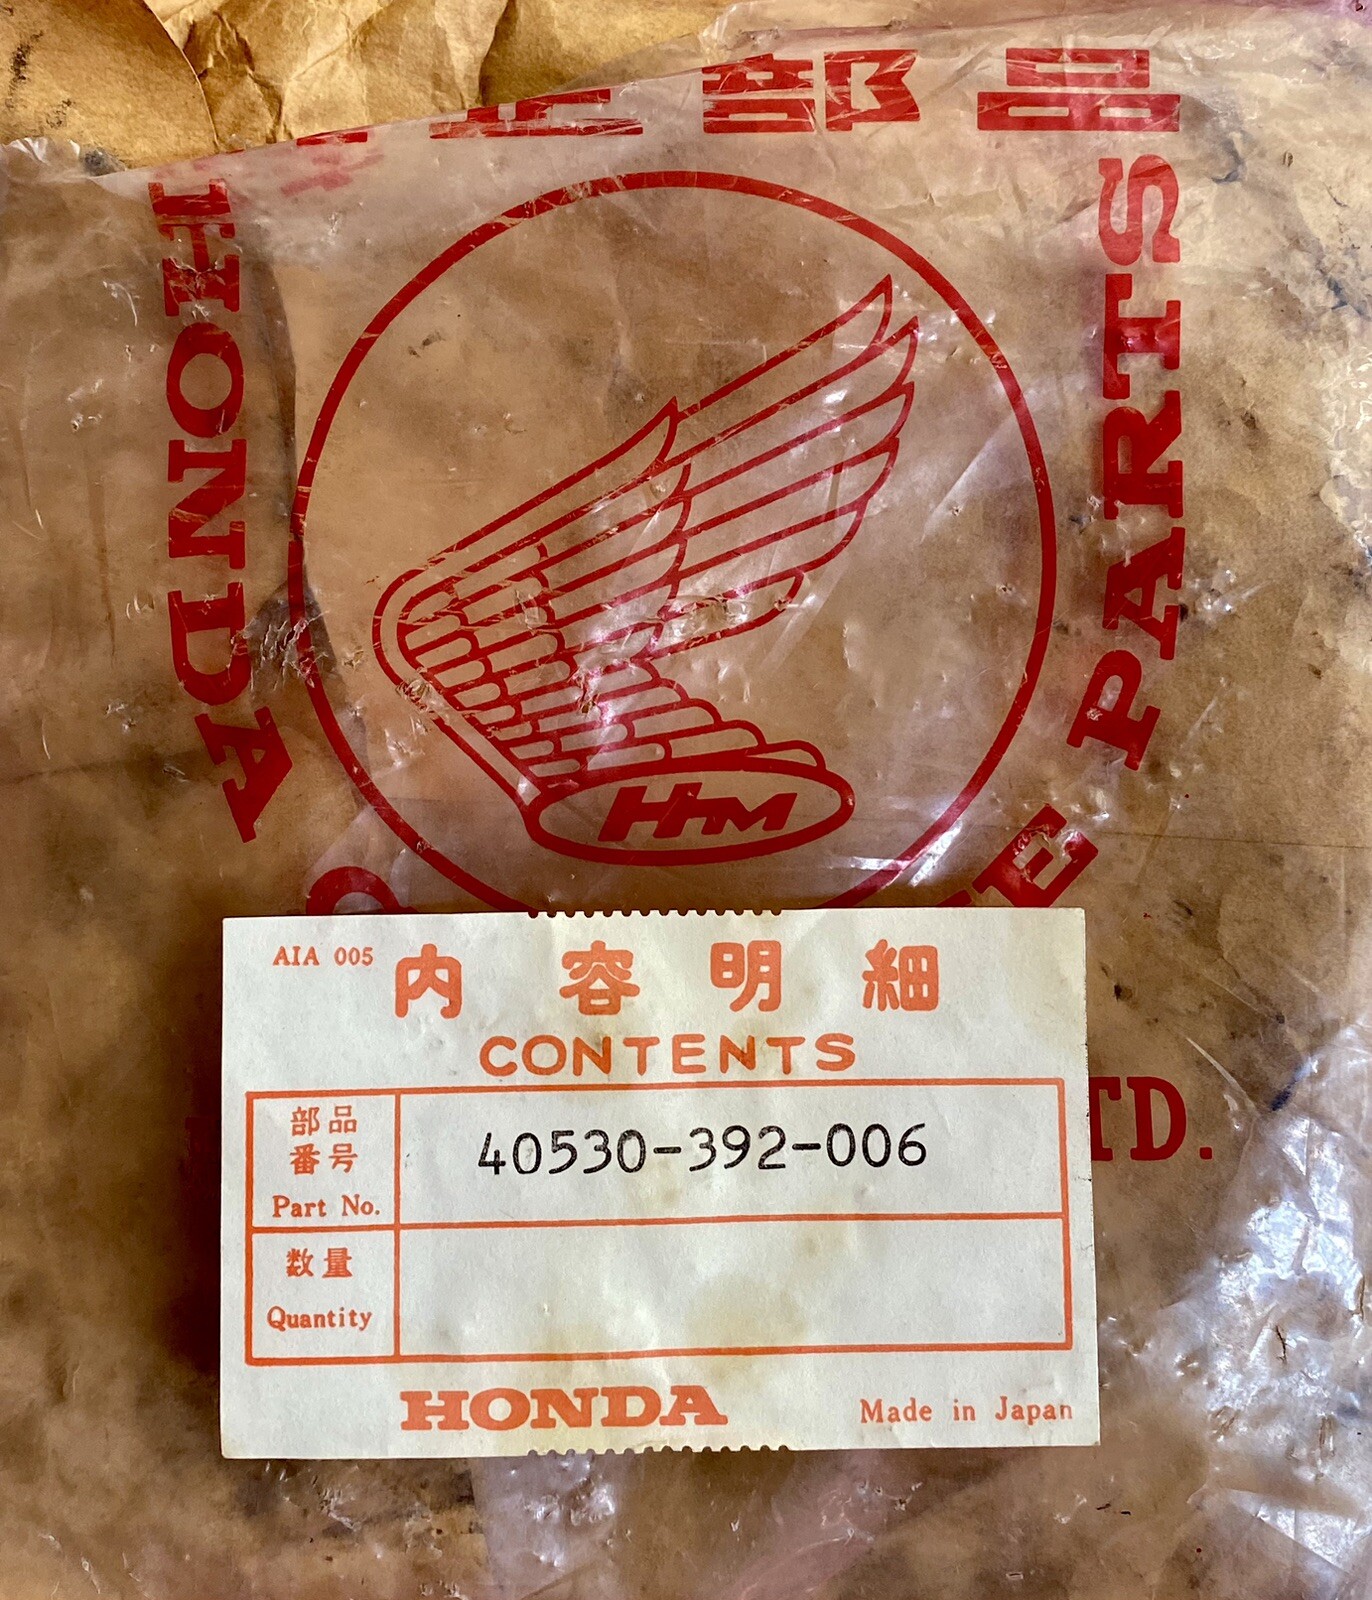 正部品
HONDA
PARTS
HM
TD.
AIA 005
内容明細
CONTENTS
部品
番号
Part No.
40530-392-006
数量
Quantity
HONDA
Made in Japan